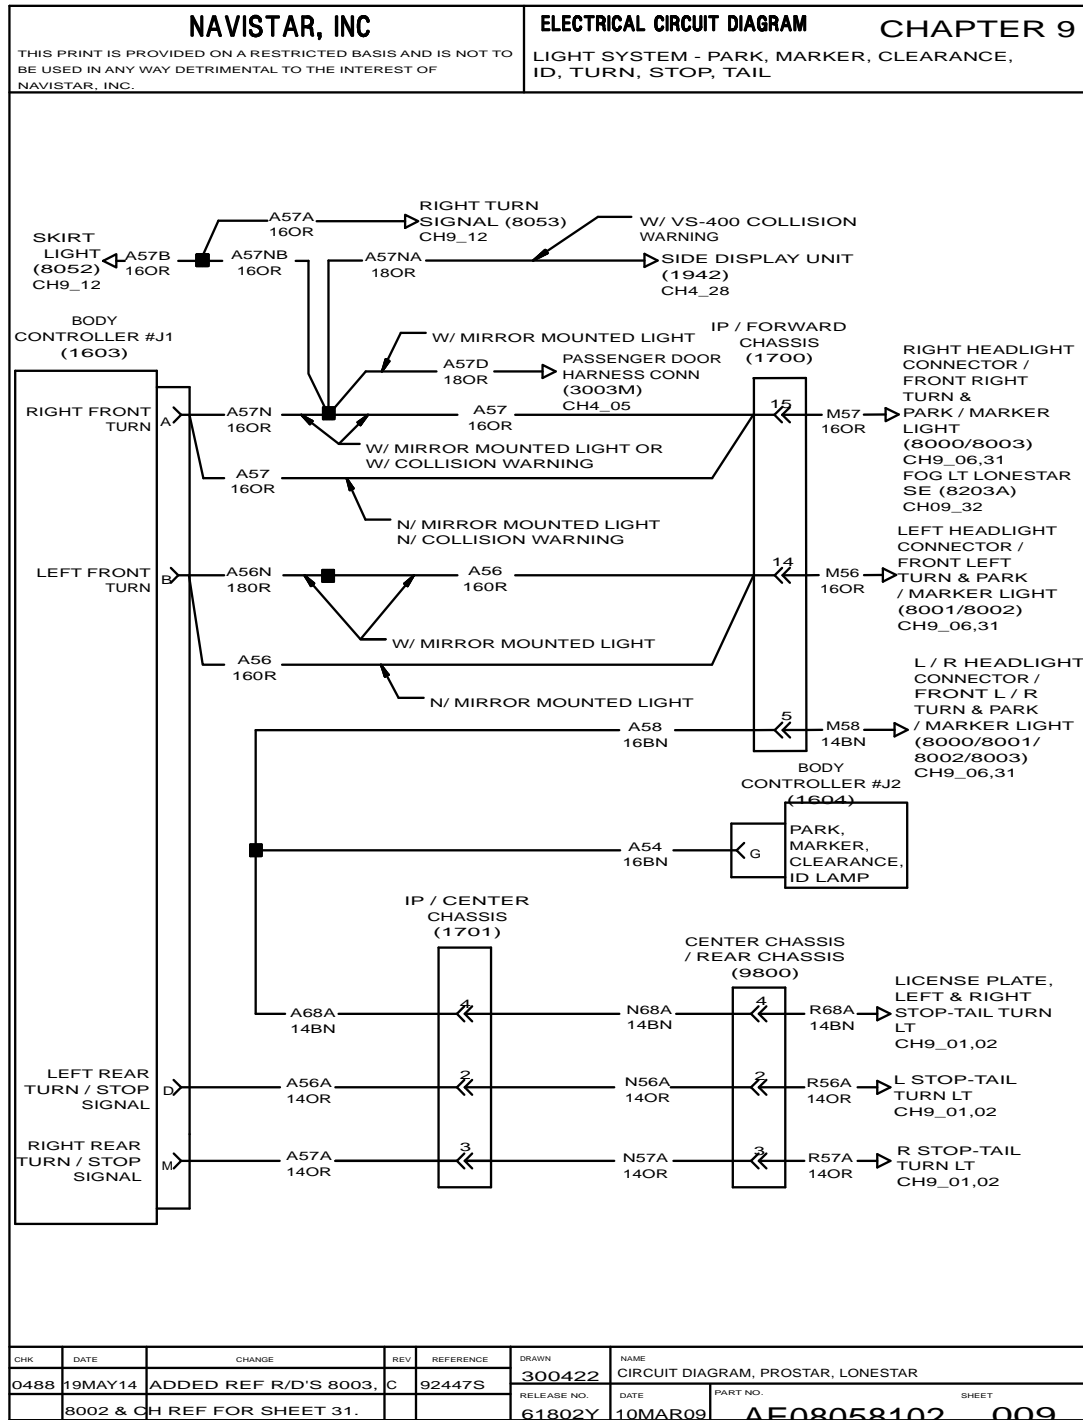 NAVISTAR, INC
THIS PRINT IS PROVIDED ON A RESTRICTED BASIS AND IS NOT TO
BE USED IN ANY WAY DETRIMENTAL TO THE INTEREST OF
NAVISTAR, INC.
ELECTRICAL CIRCUIT DIAGRAM
CHAPTER 9
LIGHT SYSTEM - PARK, MARKER, CLEARANCE,
ID, TURN, STOP, TAIL
RIGHT TURN
SIGNAL (8053)
CH9_12
A57A
16OR
W/ VS-400 COLLISION
WARNING
SKIRT
LIGHT
(8052)
CH9_12
A57B
16OR
A57NB
16OR
A57NA
18OR
SIDE DISPLAY UNIT
(1942)
CH4_28
BODY
CONTROLLER #J1
(1603)
W/ MIRROR MOUNTED LIGHT
A57D
18OR
PASSENGER DOOR
HARNESS CONN
(3003M)
CH4_05
IP / FORWARD
CHASSIS
(1700)
RIGHT HEADLIGHT
CONNECTOR /
FRONT RIGHT
TURN &
PARK / MARKER
LIGHT
(8000/8003)
CH9_06,31
FOG LT LONESTAR
SE (8203A)
CH09_32
RIGHT FRONT
TURN
A
A57N
16OR
A57
16OR
15
M57
16OR
W/ MIRROR MOUNTED LIGHT OR
W/ COLLISION WARNING
A57
16OR
N/ MIRROR MOUNTED LIGHT
N/ COLLISION WARNING
LEFT HEADLIGHT
CONNECTOR /
FRONT LEFT
TURN & PARK
/ MARKER LIGHT
(8001/8002)
CH9_06,31
LEFT FRONT
TURN
B
A56N
180R
A56
160R
14
M56
16OR
W/ MIRROR MOUNTED LIGHT
A56
160R
N/ MIRROR MOUNTED LIGHT
L / R HEADLIGHT
CONNECTOR /
FRONT L / R
TURN & PARK
/ MARKER LIGHT
(8000/8001/
8002/8003)
CH9_06,31
A58
16BN
5
M58
14BN
BODY
CONTROLLER #J2
(1604)
A54
16BN
G
PARK,
MARKER,
CLEARANCE,
ID LAMP
IP / CENTER
CHASSIS
(1701)
CENTER CHASSIS
/ REAR CHASSIS
(9800)
A68A
14BN
4
N68A
14BN
4
R68A
14BN
LICENSE PLATE,
LEFT & RIGHT
STOP-TAIL TURN
LT
CH9_01,02
LEFT REAR
TURN / STOP
SIGNAL
D
A56A
14OR
2
N56A
14OR
2
R56A
14OR
L STOP-TAIL
TURN LT
CH9_01,02
RIGHT REAR
TURN / STOP
SIGNAL
M
A57A
14OR
3
N57A
14OR
3
R57A
14OR
R STOP-TAIL
TURN LT
CH9_01,02
CHK DATE CHANGE REV REFERENCE
0488 19MAY14 ADDED REF R/D'S 8003, C 92447S
8002 & CH REF FOR SHEET 31.
DRAWN
300422
NAME
CIRCUIT DIAGRAM, PROSTAR, LONESTAR
RELEASE NO.
61802Y
DATE
10MAR09
PART NO.
AE08058102
SHEET
009